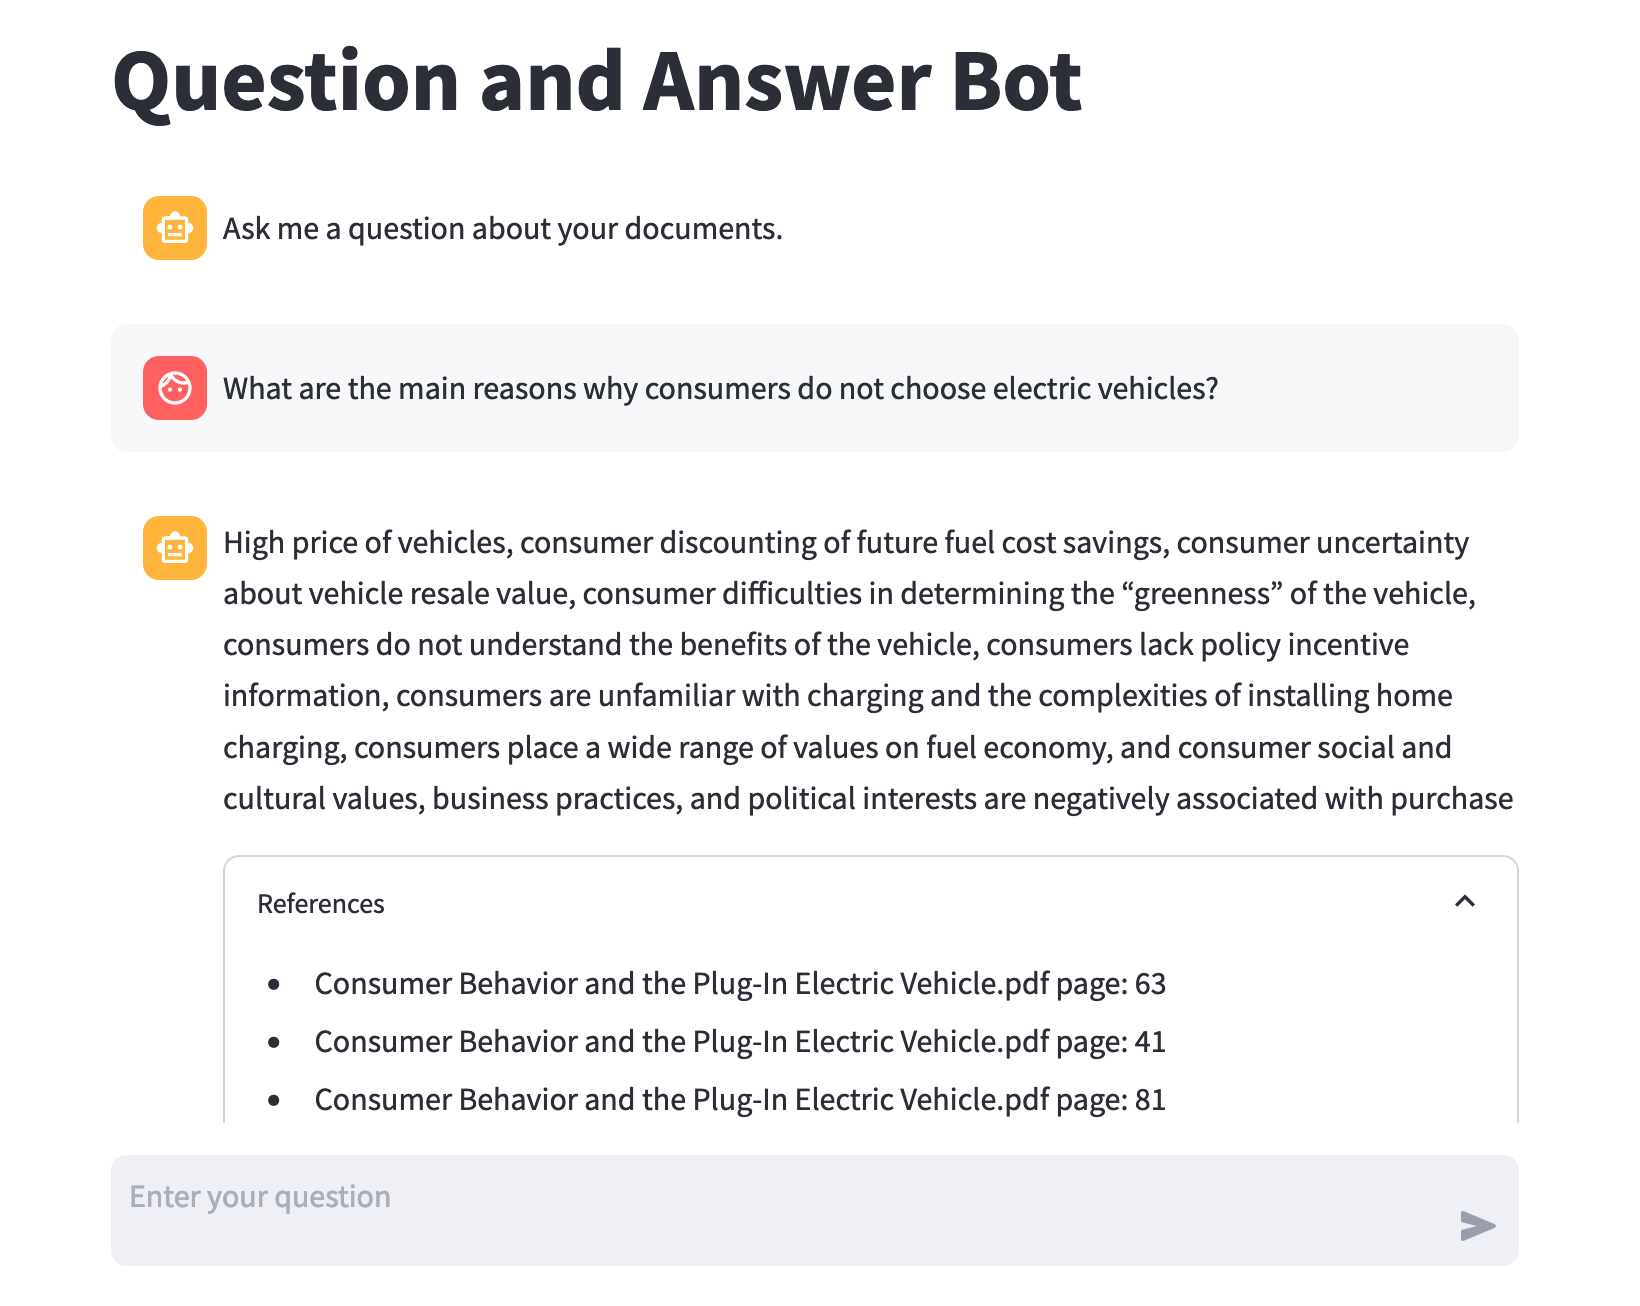 Question and Answer Bot
Ask me a question about your documents.
What are the main reasons why consumers do not choose electric vehicles?
High price of vehicles, consumer discounting of future fuel cost savings, consumer uncertainty
about vehicle resale value, consumer difficulties in determining the “greenness” of the vehicle,
consumers do not understand the benefits of the vehicle, consumers lack policy incentive
information, consumers are unfamiliar with charging and the complexities of installing home
charging, consumers place a wide range of values on fuel economy, and consumer social and
cultural values, business practices, and political interests are negatively associated with purchase
References
• Consumer Behavior and the Plug-In Electric Vehicle.pdf page: 63
• Consumer Behavior and the Plug-In Electric Vehicle.pdf page: 41
• Consumer Behavior and the Plug-In Electric Vehicle.pdf page: 81
Enter your question